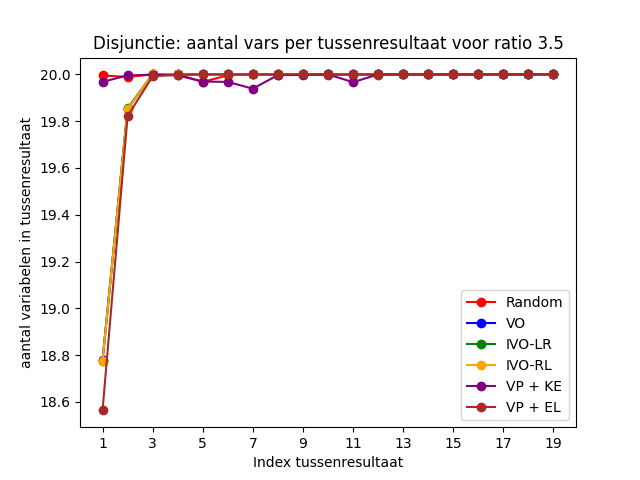 Disjunctie: aantal vars per tussenresultaat voor ratio 3.5
aantal variabelen in tussenresultaat
20.0
19.8
19.6
19.4
19.2
19.0
18.8
18.6
Random
VO
IVO-LR
IVO-RL
VP + KE
VP + EL
1 3 5 7 9 11 13 15 17 19
Index tussenresultaat